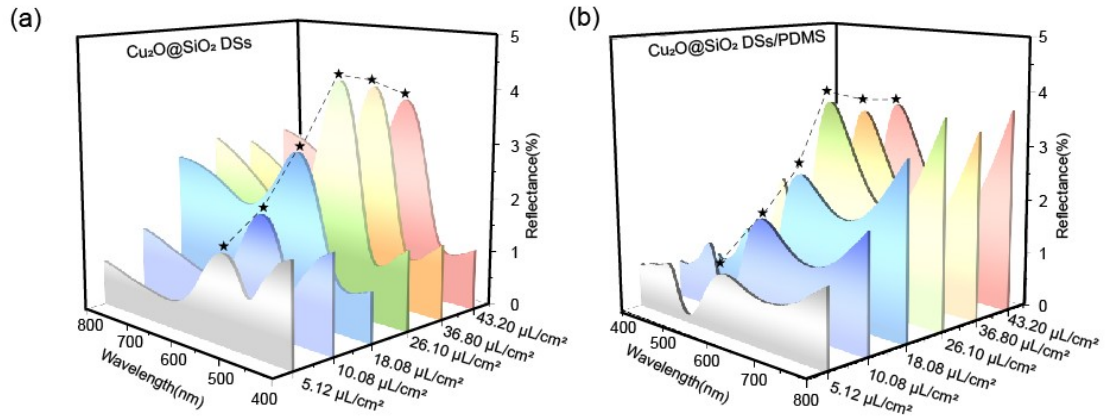 (a)
Cu₂O@SiO₂ DSs
5
4
3
2
1
0
Reflectance(%)
800
700
600
500
400
Wavelength(nm)
5.12 μL/cm²
10.08 μL/cm²
18.08 μL/cm²
26.10 μL/cm²
36.80 μL/cm²
43.20 μL/cm²
(b)
Cu₂O@SiO₂ DSs/PDMS
5
4
3
2
1
0
Reflectance(%)
400
500
600
700
800
Wavelength(nm)
5.12 μL/cm²
10.08 μL/cm²
18.08 μL/cm²
26.10 μL/cm²
36.80 μL/cm²
43.20 μL/cm²